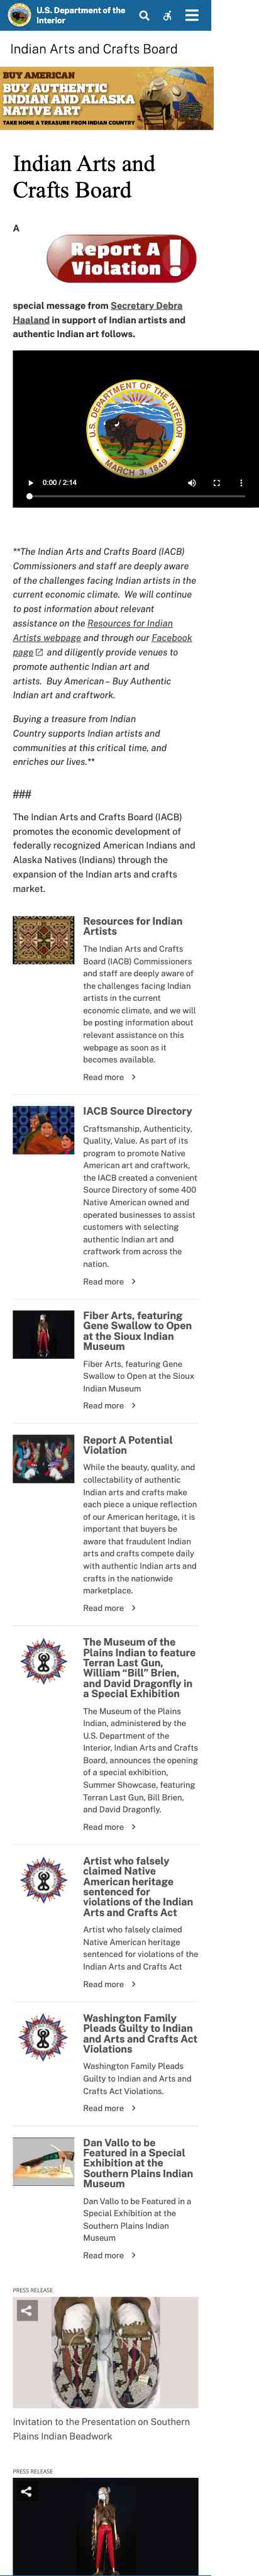 U.S. Department of the
Interior
Indian Arts and Crafts Board
BUY AMERICAN
BUY AUTHENTIC
INDIAN AND ALASKA
NATIVE ART
TAKE HOME A TREASURE FROM INDIAN COUNTRY
Indian Arts and
Crafts Board
A
Report A
Violation
!
special message from Secretary Debra
Haaland in support of Indian artists and
authentic Indian art follows.
U.S. DEPARTMENT OF THE INTERIOR
MARCH 3, 1849
0:00 / 2:14
**The Indian Arts and Crafts Board (IACB)
Commissioners and staff are deeply aware
of the challenges facing Indian artists in the
current economic climate.  We will continue
to post information about relevant
assistance on the Resources for Indian
Artists webpage and through our Facebook
page and diligently provide venues to
promote authentic Indian art and
artists.  Buy American – Buy Authentic
Indian art and craftwork.
Buying a treasure from Indian
Country supports Indian artists and
communities at this critical time, and
enriches our lives.**
###
The Indian Arts and Crafts Board (IACB)
promotes the economic development of
federally recognized American Indians and
Alaska Natives (Indians) through the
expansion of the Indian arts and crafts
market.
Resources for Indian
Artists
The Indian Arts and Crafts
Board (IACB) Commissioners
and staff are deeply aware of
the challenges facing Indian
artists in the current
economic climate, and we will
be posting information about
relevant assistance on this
webpage as soon as it
becomes available.
Read more
IACB Source Directory
Craftsmanship, Authenticity,
Quality, Value. As part of its
program to promote Native
American art and craftwork,
the IACB created a convenient
Source Directory of some 400
Native American owned and
operated businesses to assist
customers with selecting
authentic Indian art and
craftwork from across the
nation.
Read more
Fiber Arts, featuring
Gene Swallow to Open
at the Sioux Indian
Museum
Fiber Arts, featuring Gene
Swallow to Open at the Sioux
Indian Museum
Read more
Report A Potential
Violation
While the beauty, quality, and
collectability of authentic
Indian arts and crafts make
each piece a unique reflection
of our American heritage, it is
important that buyers be
aware that fraudulent Indian
arts and crafts compete daily
with authentic Indian arts and
crafts in the nationwide
marketplace.
Read more
The Museum of the
Plains Indian to feature
Terran Last Gun,
William “Bill” Brien,
and David Dragonfly in
a Special Exhibition
The Museum of the Plains
Indian, administered by the
U.S. Department of the
Interior, Indian Arts and Crafts
Board, announces the opening
of a special exhibition,
Summer Showcase, featuring
Terran Last Gun, Bill Brien,
and David Dragonfly.
Read more
Artist who falsely
claimed Native
American heritage
sentenced for
violations of the Indian
Arts and Crafts Act
Artist who falsely claimed
Native American heritage
sentenced for violations of the
Indian Arts and Crafts Act
Read more
Washington Family
Pleads Guilty to Indian
and Arts and Crafts Act
Violations
Washington Family Pleads
Guilty to Indian and Arts and
Crafts Act Violations.
Read more
Dan Vallo to be
Featured in a Special
Exhibition at the
Southern Plains Indian
Museum
Dan Vallo to be Featured in a
Special Exhibition at the
Southern Plains Indian
Museum
Read more
PRESS RELEASE
Invitation to the Presentation on Southern
Plains Indian Beadwork
PRESS RELEASE